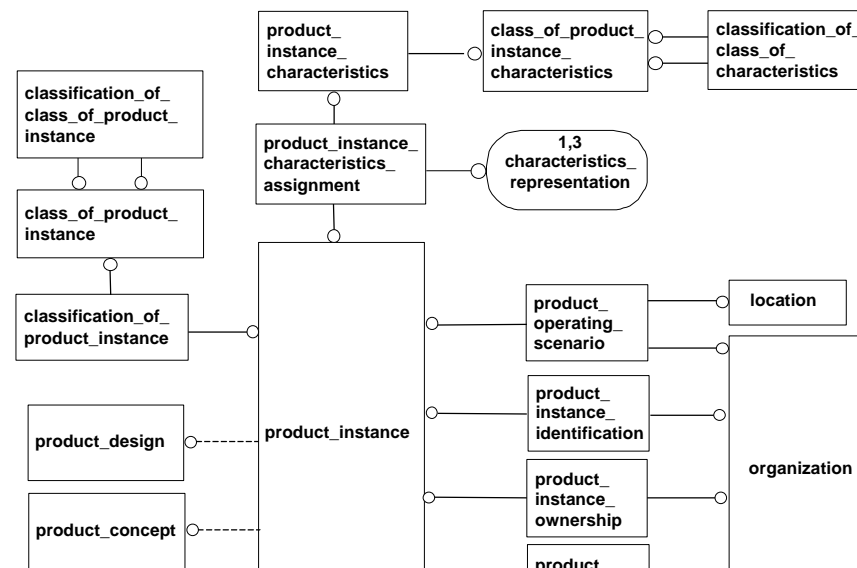 product_
instance_
characteristics
class_of_product_
instance_
characteristics
classification_of_
class_of_
characteristics
classification_of_
class_of_product_
instance
product_instance_
characteristics_
assignment
1,3
characteristics_
representation
class_of_product_
instance
classification_of_
product_instance
product_
operating_
scenario
location
product_design
product_instance
product_
instance_
identification
organization
product_concept
product_
instance_
ownership
product